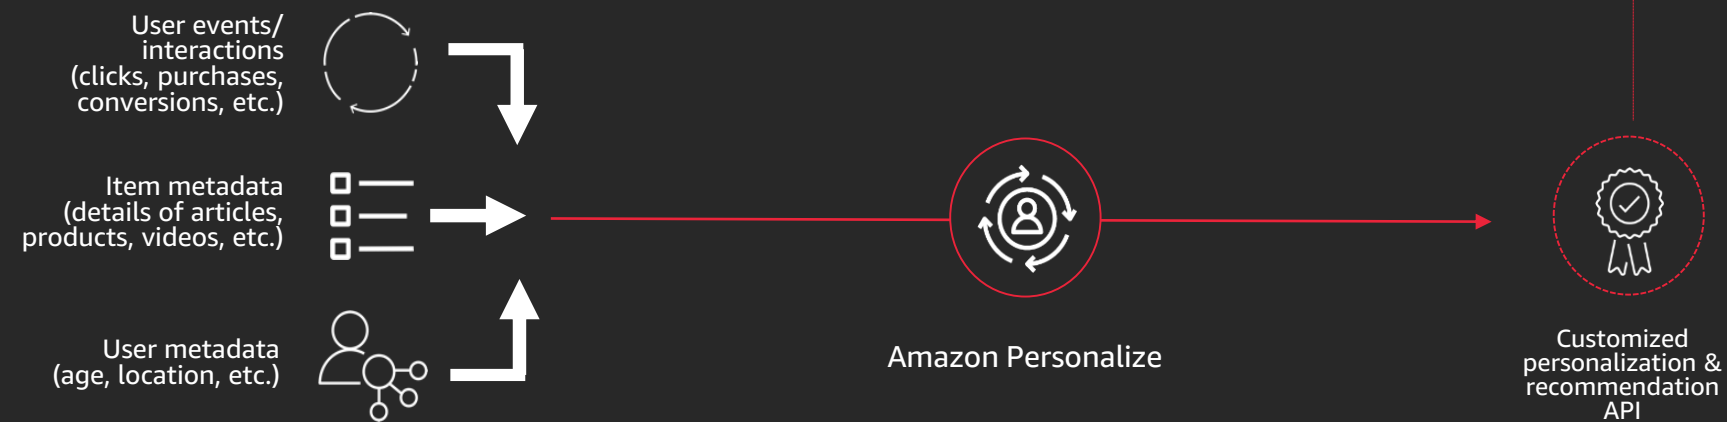 User events/
interactions
(clicks, purchases,
conversions, etc.)
Item metadata
(details of articles,
products, videos, etc.)
User metadata
(age, location, etc.)
Amazon Personalize
Customized
personalization &
recommendation
API